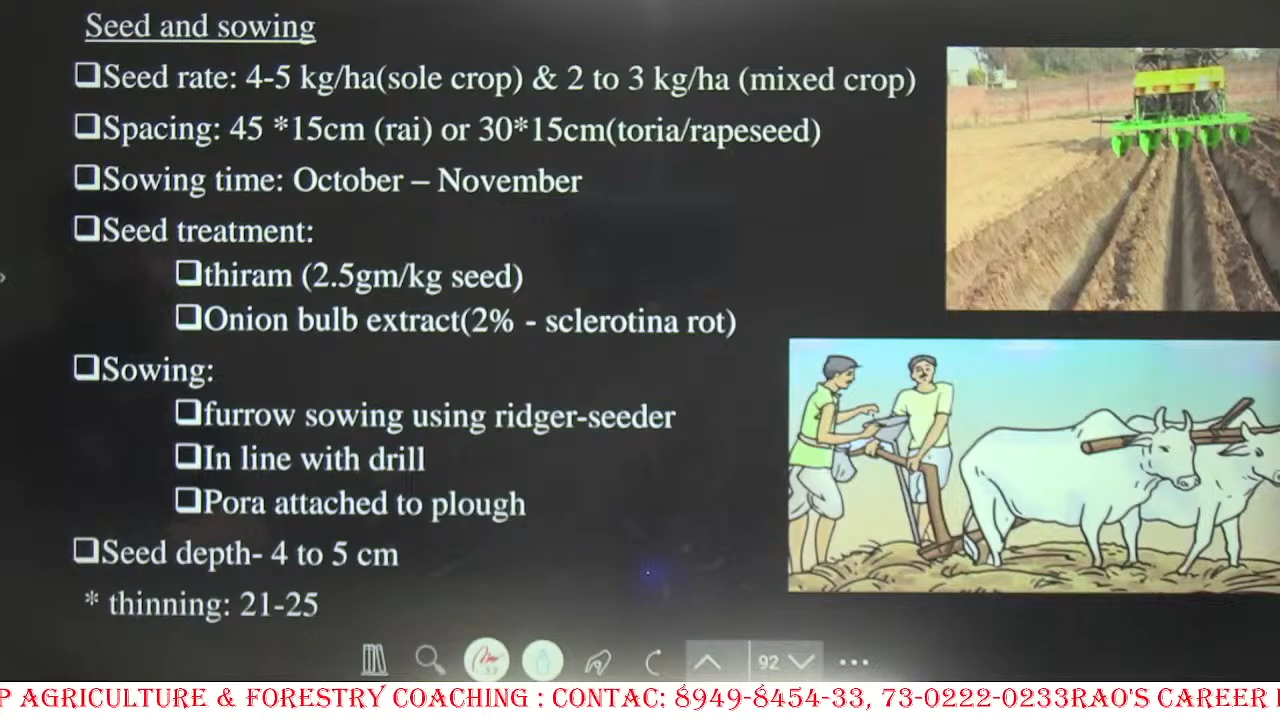 Seed and sowing
❑Seed rate: 4-5 kg/ha(sole crop) & 2 to 3 kg/ha (mixed crop)
❑Spacing: 45 *15cm (rai) or 30*15cm(toria/rapeseed)
❑Sowing time: October – November
❑Seed treatment:
❑thiram (2.5gm/kg seed)
❑Onion bulb extract(2% - sclerotina rot)
❑Sowing:
❑furrow sowing using ridger-seeder
❑In line with drill
❑Pora attached to plough
❑Seed depth- 4 to 5 cm
* thinning: 21-25
92
P AGRICULTURE & FORESTRY COACHING : CONTAC: 8949-8454-33, 73-0222-0233RAO'S CAREER